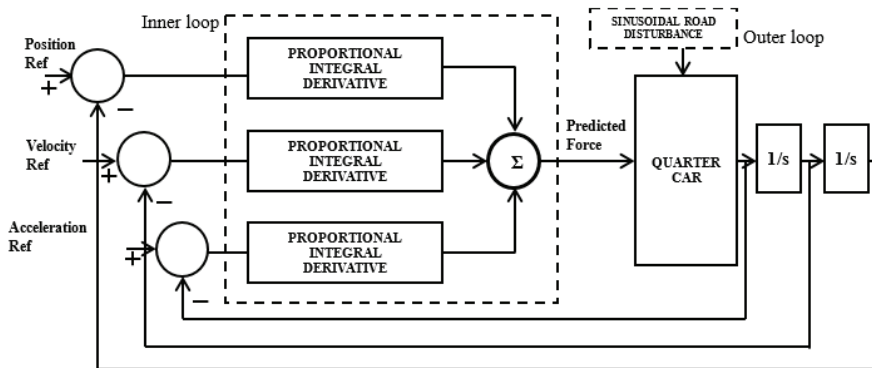 Inner loop
SINUSOIDAL ROAD
DISTURBANCE
Outer loop
Position
Ref
+
−
PROPORTIONAL
INTEGRAL
DERIVATIVE
Velocity
Ref
+
−
PROPORTIONAL
INTEGRAL
DERIVATIVE
Σ
Predicted
Force
QUARTER
CAR
1/s
1/s
Acceleration
Ref
+
−
PROPORTIONAL
INTEGRAL
DERIVATIVE